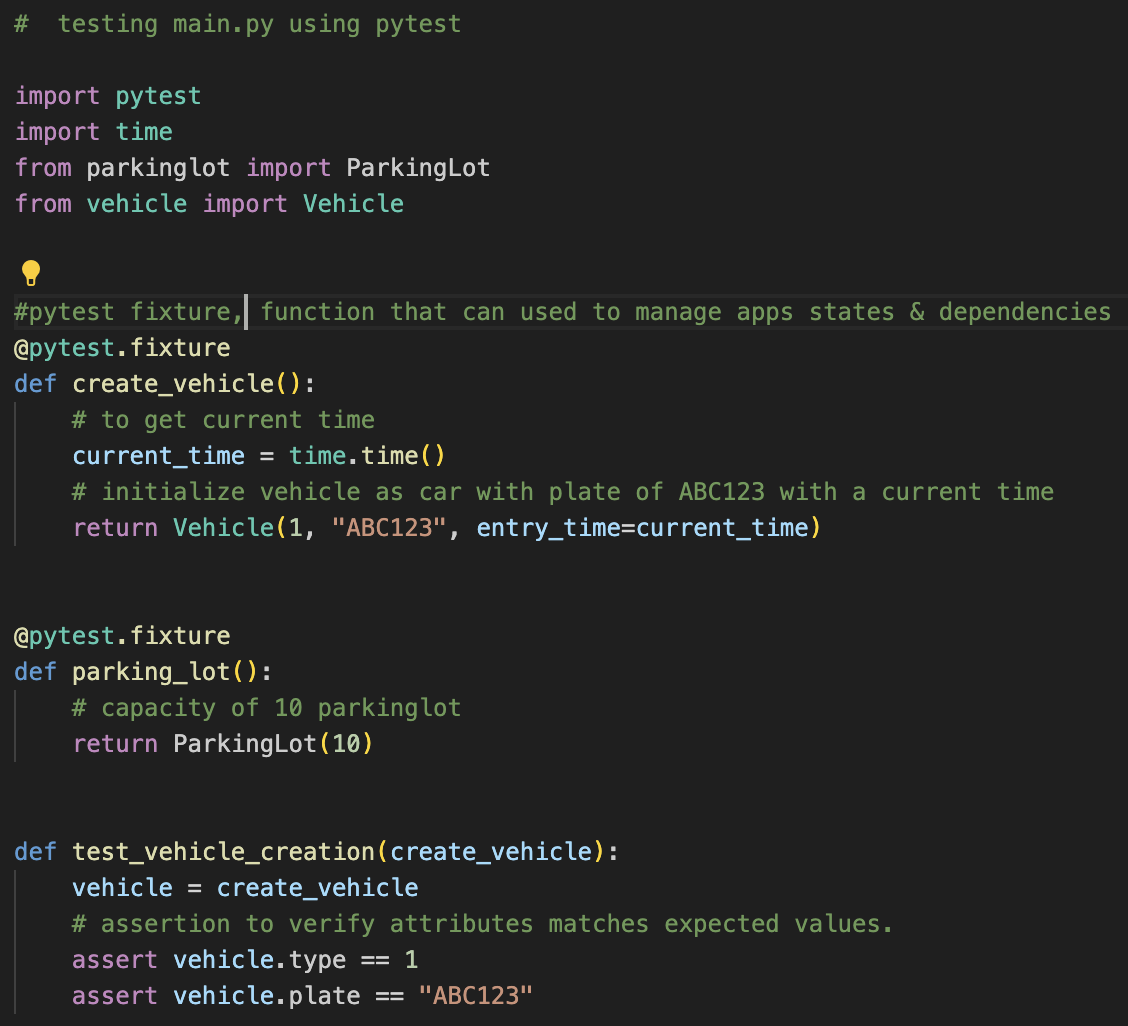 #  testing main.py using pytest
import pytest
import time
from parkinglot import ParkingLot
from vehicle import Vehicle
#pytest fixture, function that can used to manage apps states & dependencies
@pytest.fixture
def create_vehicle():
    # to get current time
    current_time = time.time()
    # initialize vehicle as car with plate of ABC123 with a current time
    return Vehicle(1, "ABC123", entry_time=current_time)
@pytest.fixture
def parking_lot():
    # capacity of 10 parkinglot
    return ParkingLot(10)
def test_vehicle_creation(create_vehicle):
    vehicle = create_vehicle
    # assertion to verify attributes matches expected values.
    assert vehicle.type == 1
    assert vehicle.plate == "ABC123"